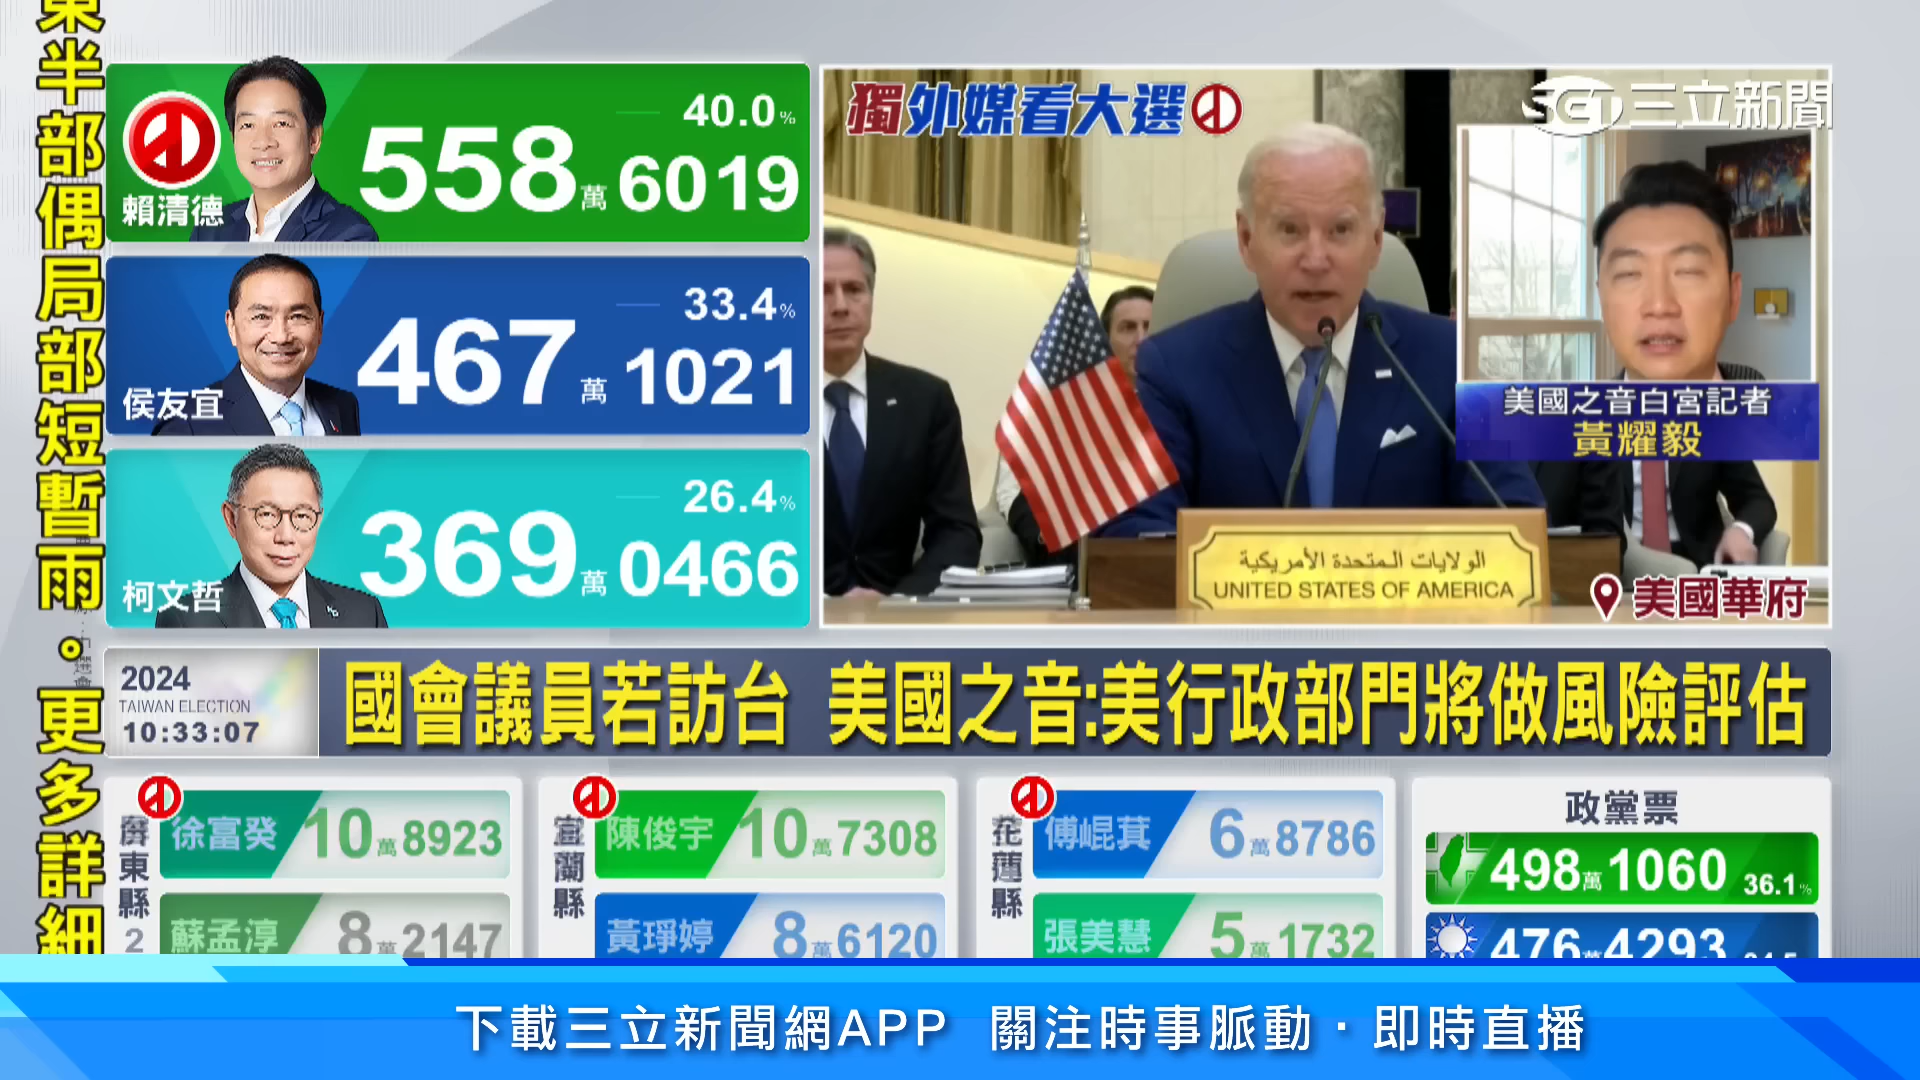 東半部偶局部短暫雨。更多詳細
40.0%
558萬6019
賴清德
33.4%
467萬1021
侯友宜
26.4%
369萬0466
柯文哲
獨外媒看大選
SET三立新聞
美國之音白宮記者
黃耀毅
الولايات المتحدة الأمريكية
UNITED STATES OF AMERICA
美國華府
2024
TAIWAN ELECTION
10:33:07
國會議員若訪台 美國之音:美行政部門將做風險評估
屏東縣2
徐富癸 10萬8923
蘇孟淳 8萬2147
宜蘭縣
陳俊宇 10萬7308
黃琤婷 8萬6120
花蓮縣
傅崐萁 6萬8786
張美慧 5萬1732
政黨票
498萬1060 36.1%
476萬4293
下載三立新聞網APP 關注時事脈動·即時直播